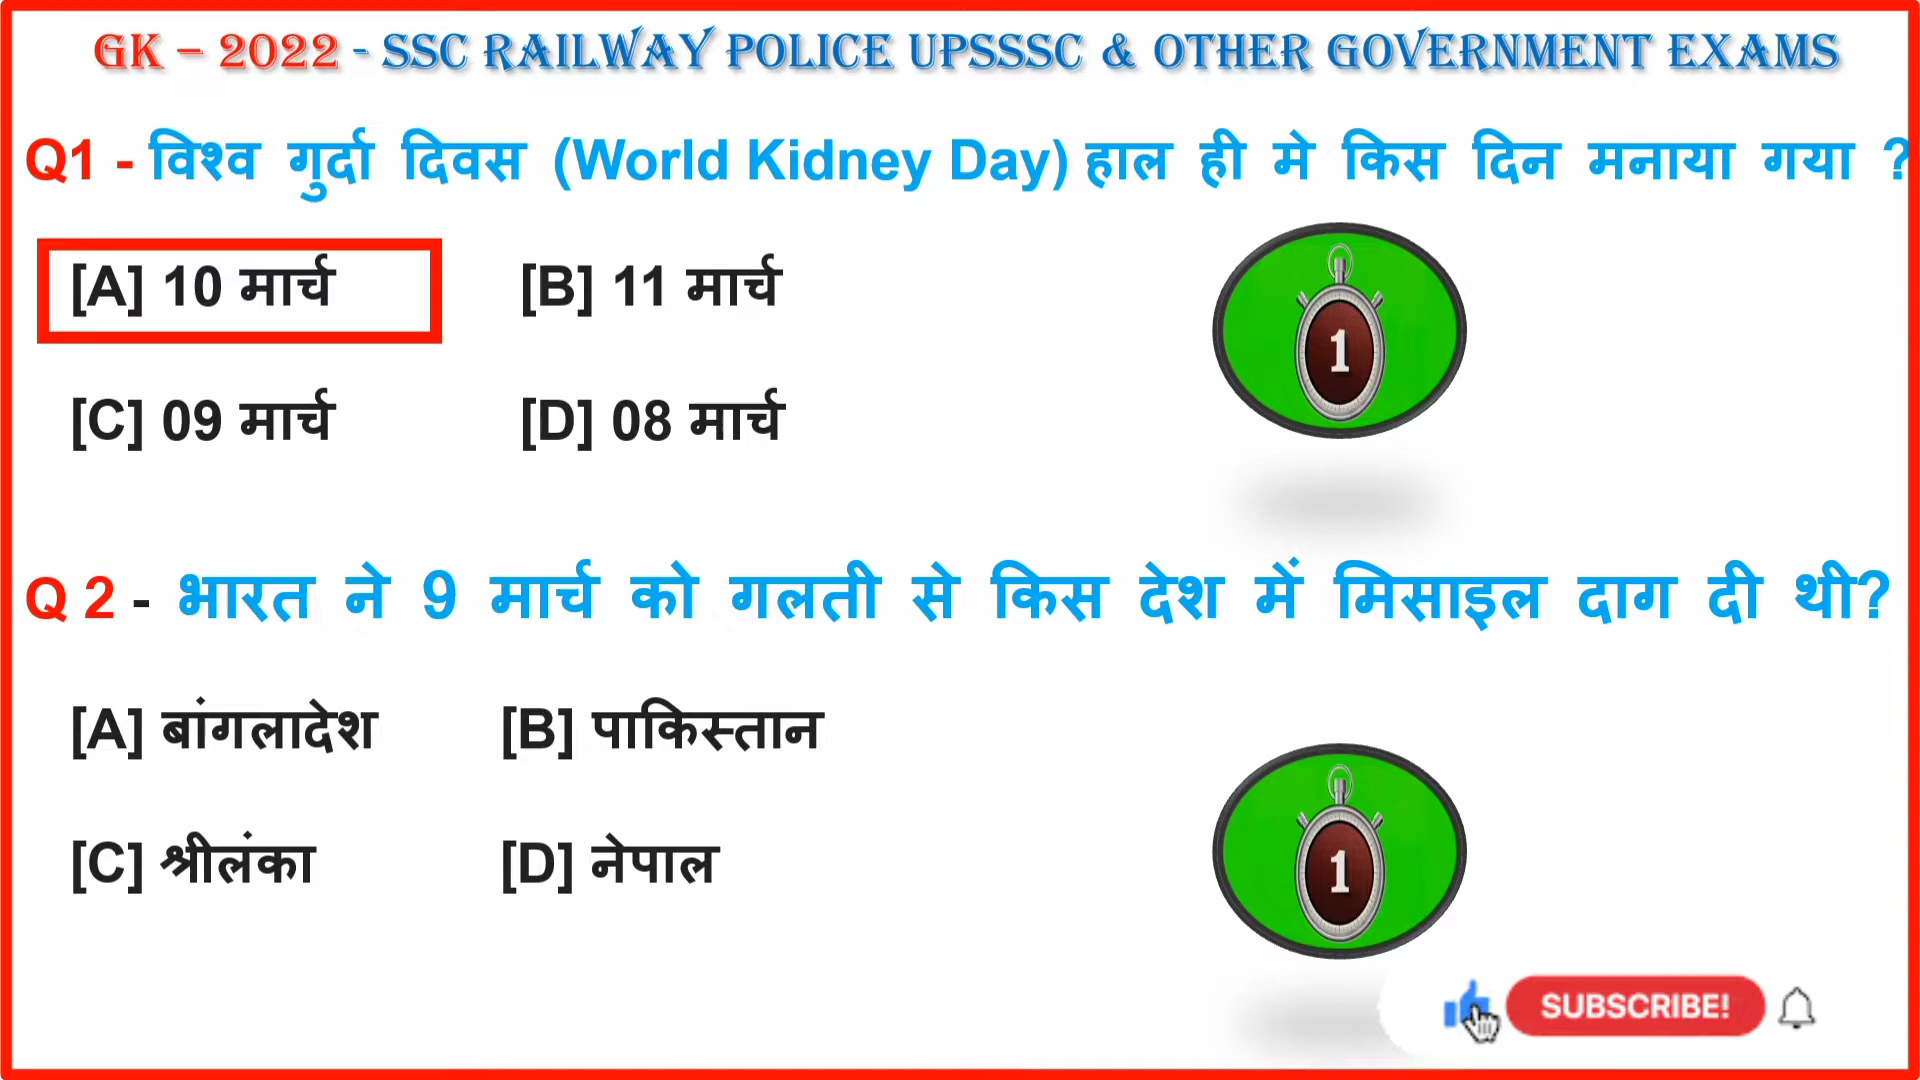 GK – 2022 - SSC RAILWAY POLICE UPSSSC & OTHER GOVERNMENT EXAMS
Q1 - विश्व गुर्दा दिवस (World Kidney Day) हाल ही मे किस दिन मनाया गया ?
[A] 10 मार्च [B] 11 मार्च
1
[C] 09 मार्च [D] 08 मार्च
Q 2 - भारत ने 9 मार्च को गलती से किस देश में मिसाइल दाग दी थी?
[A] बांगलादेश [B] पाकिस्तान
[C] श्रीलंका [D] नेपाल
1
SUBSCRIBE!